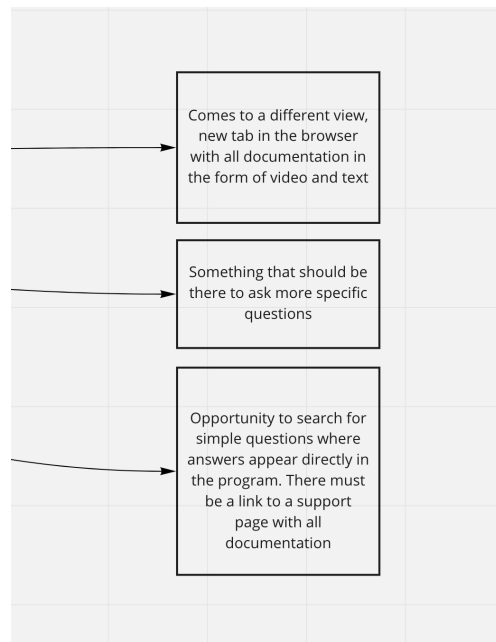 Comes to a different view,
new tab in the browser
with all documentation in
the form of video and text
Something that should be
there to ask more specific
questions
Opportunity to search for
simple questions where
answers appear directly in
the program. There must
be a link to a support
page with all
documentation